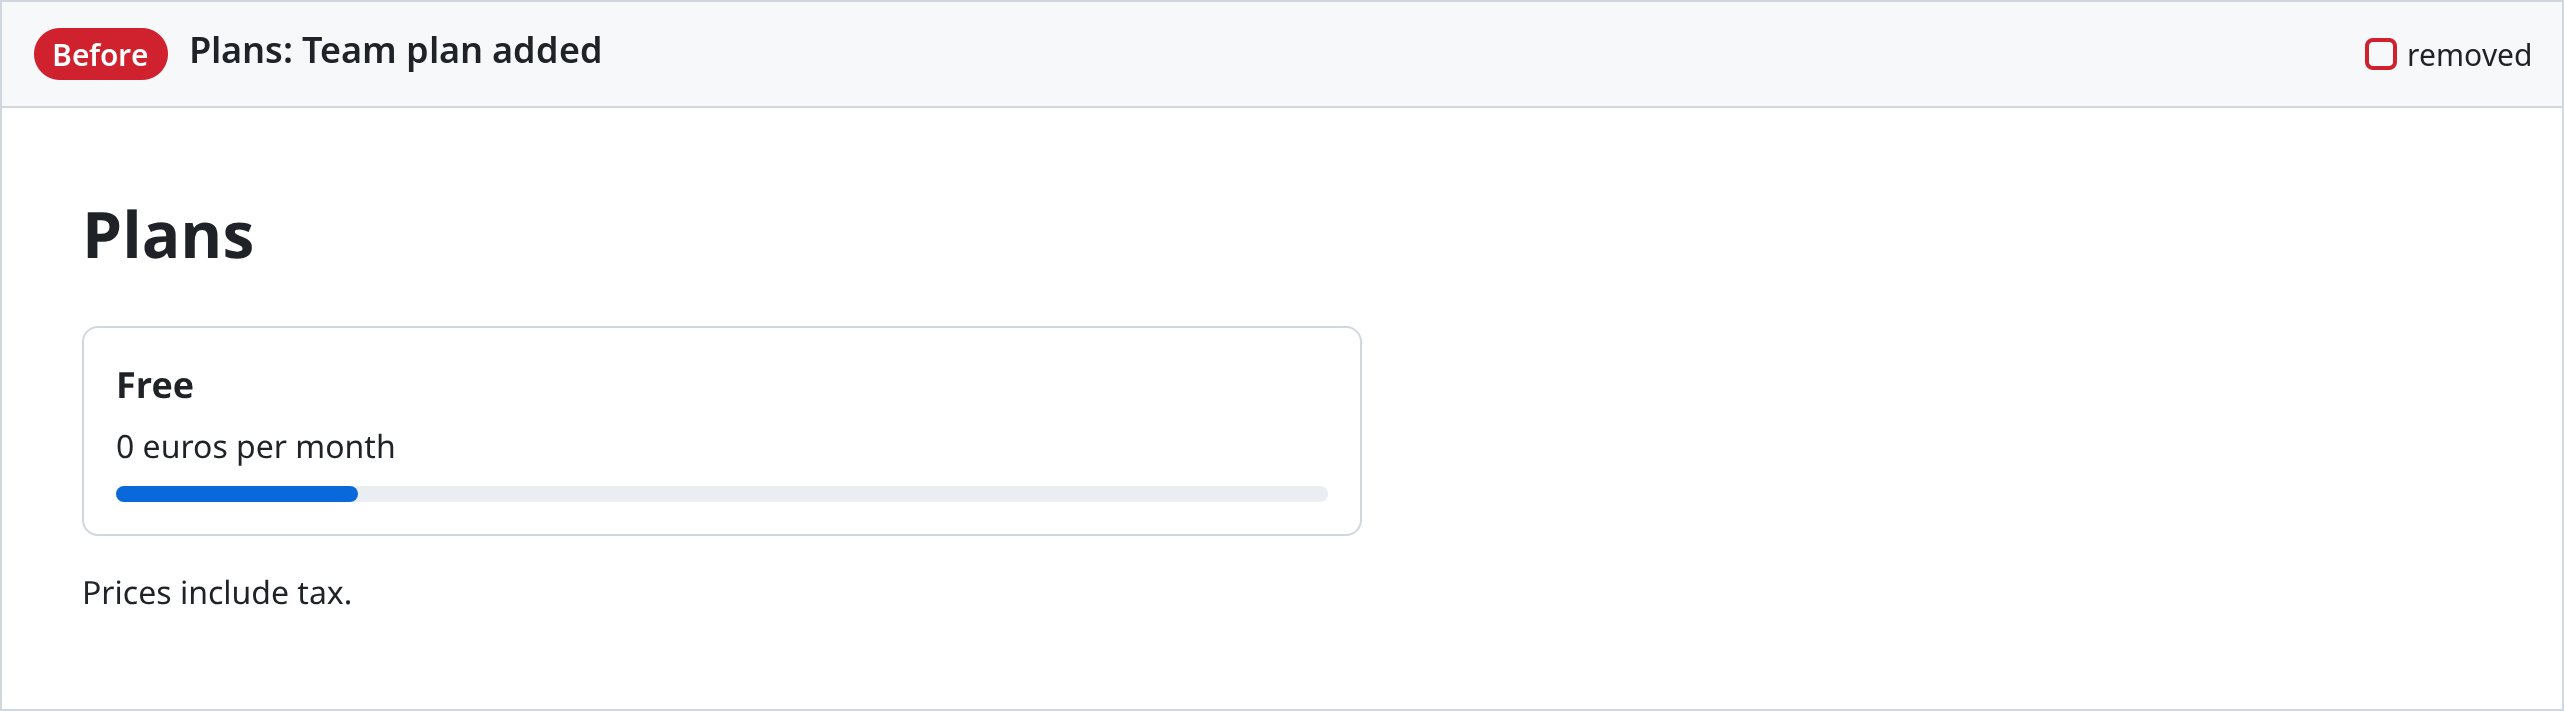 Before Plans: Team plan added removed
Plans
Free
0 euros per month
Prices include tax.